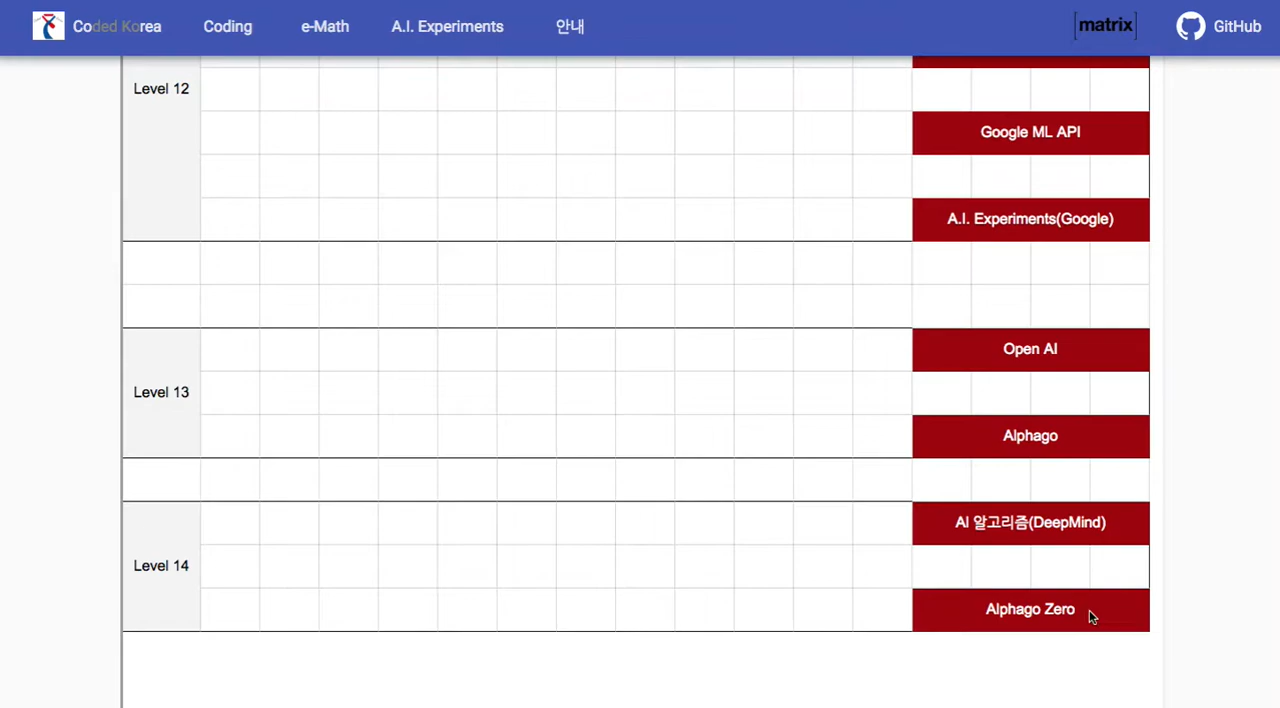 Coded Korea
Coding
e-Math
A.I. Experiments
안내
matrix
GitHub
Level 12
Google ML API
A.I. Experiments(Google)
Level 13
Open AI
Alphago
Level 14
AI 알고리즘(DeepMind)
Alphago Zero